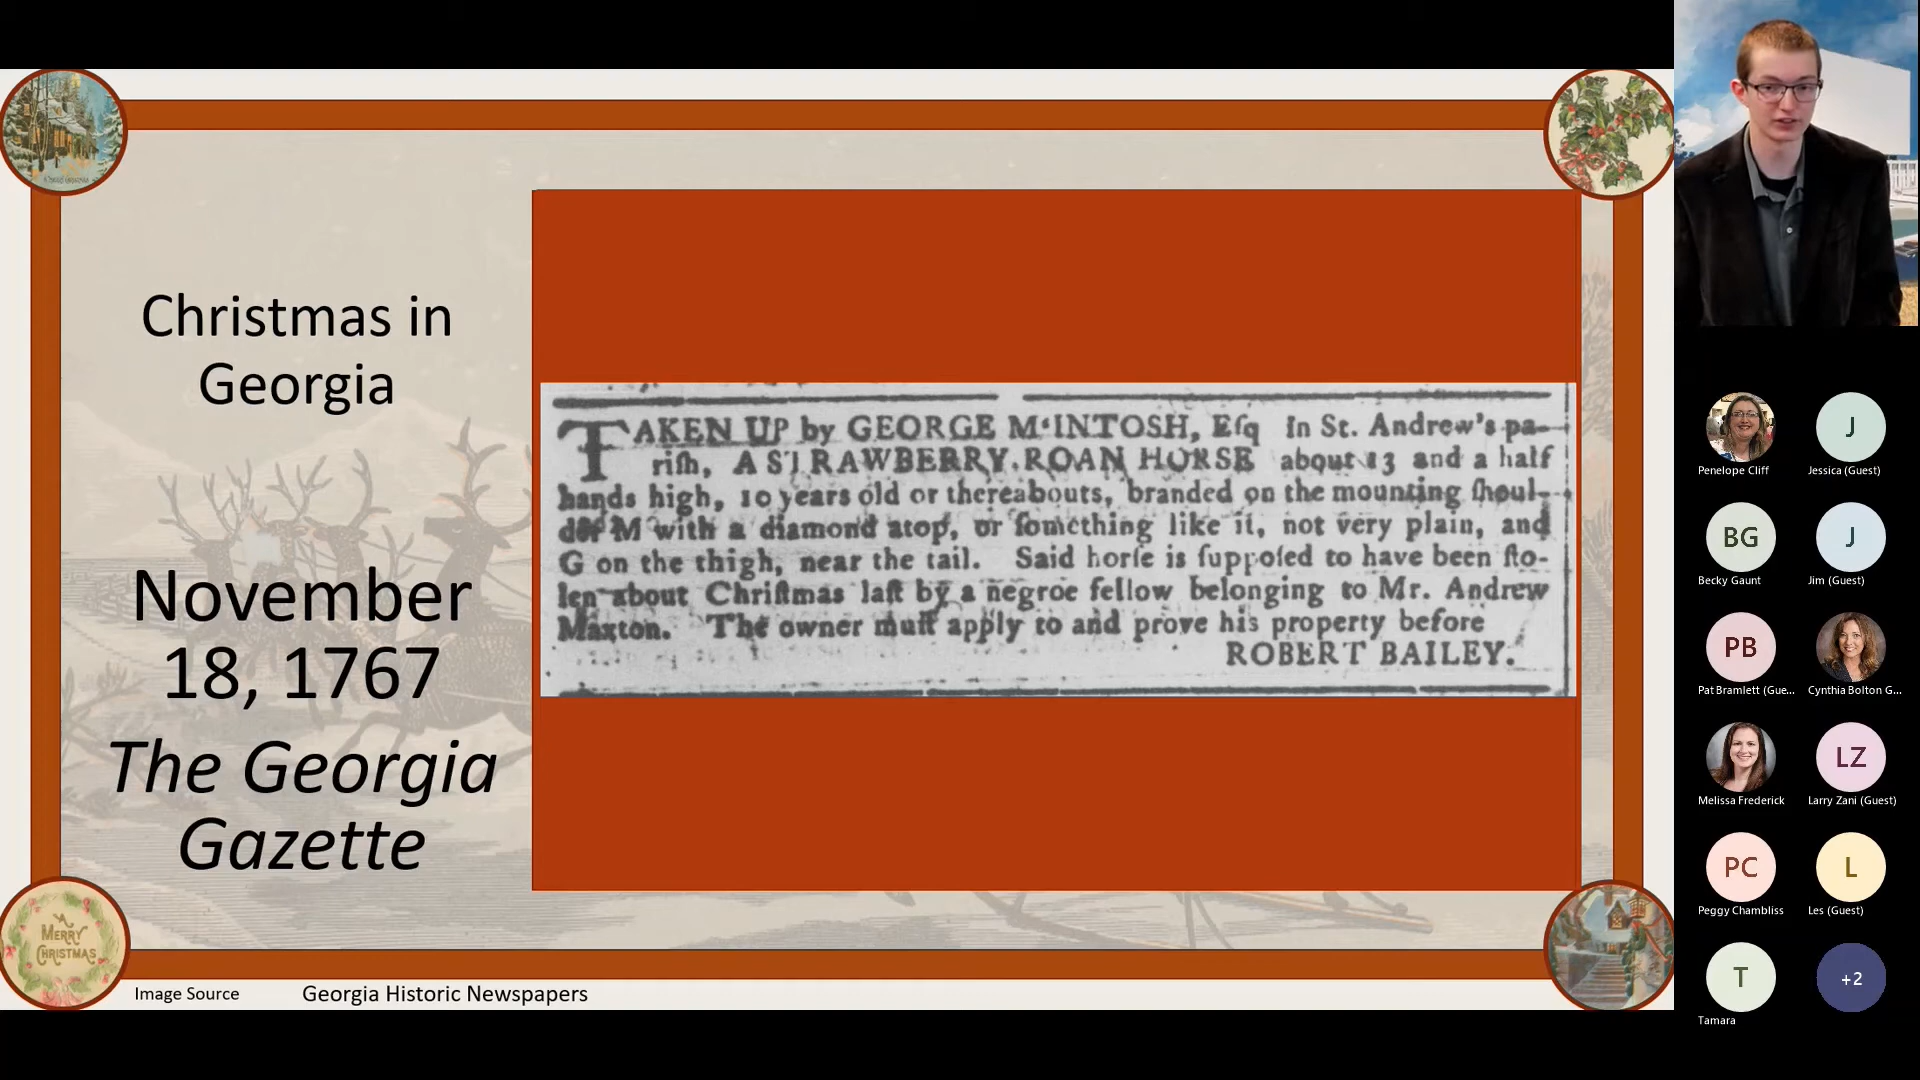 Christmas in
Georgia
November
18, 1767
The Georgia
Gazette
TAKEN UP by GEORGE M‘INTOSH, Eſq in St. Andrew's pa-
riſh, A STRAWBERRY ROAN HORSE about 13 and a half
hands high, 10 years old or thereabouts, branded on the mounting ſhoul-
der M with a diamond atop, or ſomething like it, not very plain, and
G on the thigh, near the tail. Said horſe is ſuppoſed to have been ſto-
len about Chriſtmas laſt by a negroe fellow belonging to Mr. Andrew
Maxton. The owner muſt apply to and prove his property before
ROBERT BAILEY.
A
MERRY
CHRISTMAS
Image Source
Georgia Historic Newspapers
Penelope Cliff
J
Jessica (Guest)
BG
Becky Gaunt
J
Jim (Guest)
PB
Pat Bramlett (Gue...
Cynthia Bolton G...
Melissa Frederick
LZ
Larry Zani (Guest)
PC
Peggy Chambliss
L
Les (Guest)
T
Tamara
+2